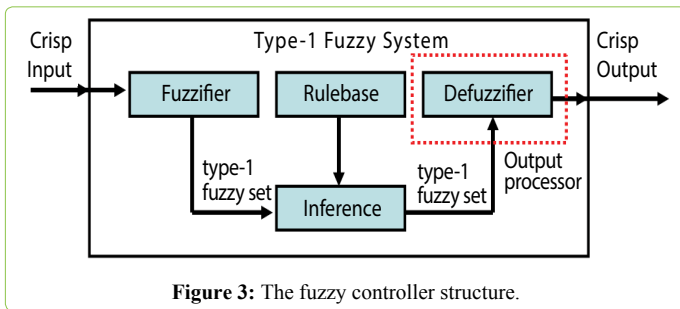 Crisp
Input
Type-1 Fuzzy System
Crisp
Output
Fuzzifier
Rulebase
Defuzzifier
type-1
fuzzy set
Inference
type-1
fuzzy set
Output
processor
Figure 3: The fuzzy controller structure.